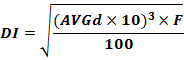 DI = √((AVGd × 10)³ × F / 100)